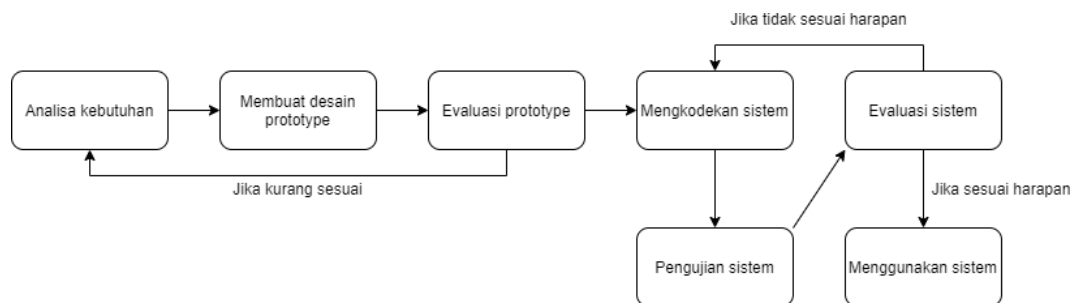 Jika tidak sesuai harapan
Analisa kebutuhan
Membuat desain
prototype
Evaluasi prototype
Mengkodekan sistem
Evaluasi sistem
Jika kurang sesuai
Jika sesuai harapan
Pengujian sistem
Menggunakan sistem